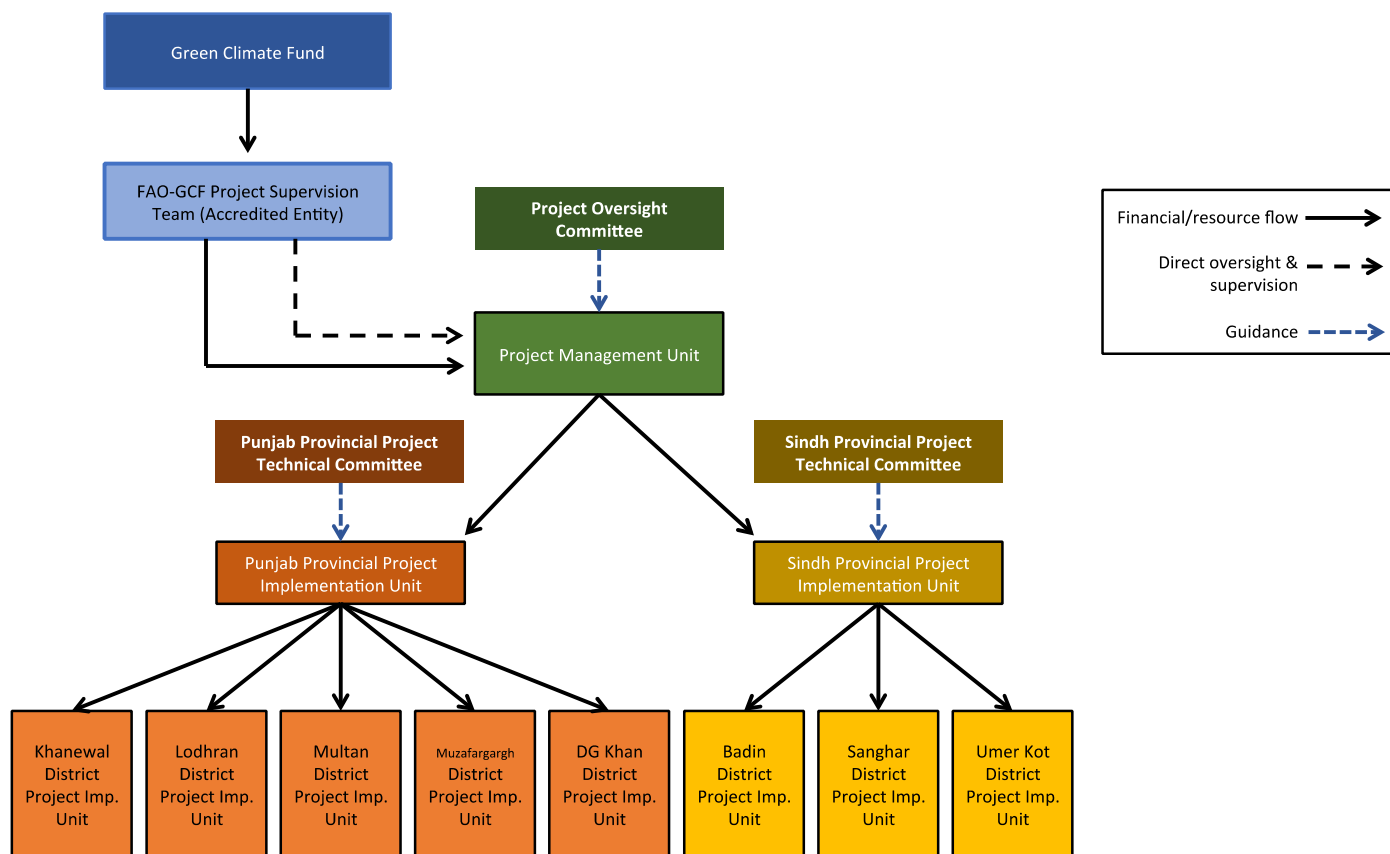 Green Climate Fund
FAO-GCF Project Supervision
Team (Accredited Entity)
Project Oversight
Committee
Financial/resource flow
Direct oversight &
supervision
Guidance
Project Management Unit
Punjab Provincial Project
Technical Committee
Sindh Provincial Project
Technical Committee
Punjab Provincial Project
Implementation Unit
Sindh Provincial Project
Implementation Unit
Khanewal
District
Project Imp.
Unit
Lodhran
District
Project Imp.
Unit
Multan
District
Project Imp.
Unit
Muzafargargh
District
Project Imp.
Unit
DG Khan
District
Project Imp.
Unit
Badin
District
Project Imp.
Unit
Sanghar
District
Project Imp.
Unit
Umer Kot
District
Project Imp.
Unit